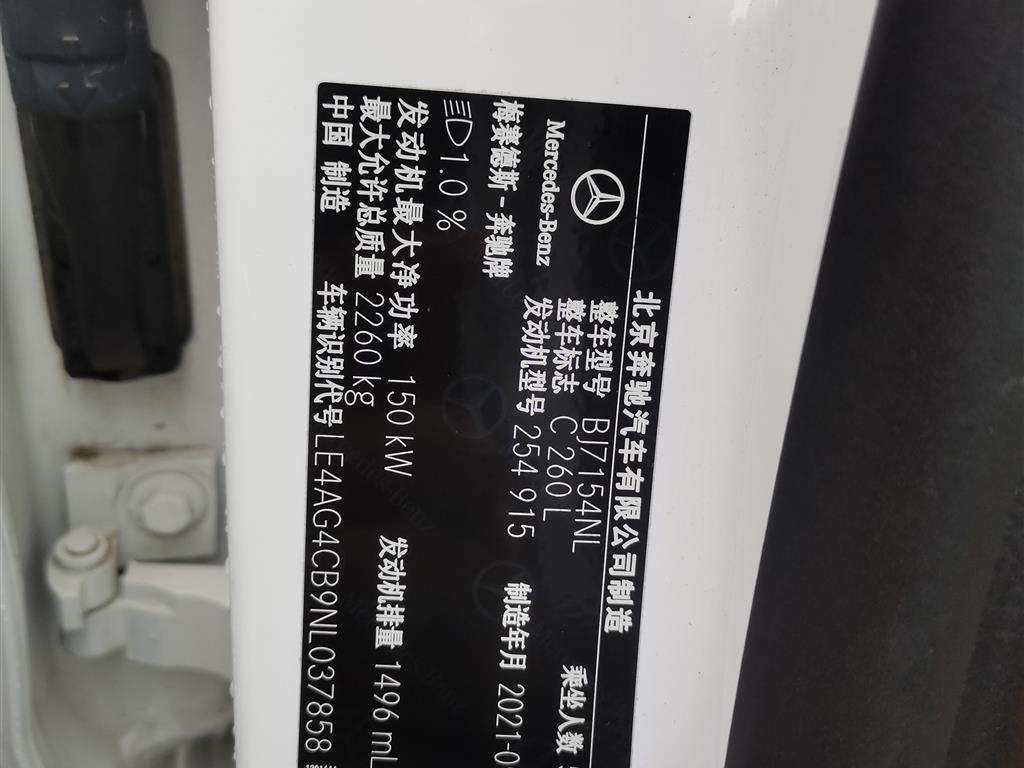 北京奔驰汽车有限公司制造
Mercedes-Benz
梅赛德斯-奔驰牌
整车型号 BJ7154NL
乘坐人数
整车标志 C 260 L
发动机型号 254 915
制造年月 2021-0
1.0 %
发动机最大净功率 150 kW
发动机排量 1496 mL
最大允许总质量 2260 kg
中国 制造
车辆识别代号 LE4AG4CB9NL037858